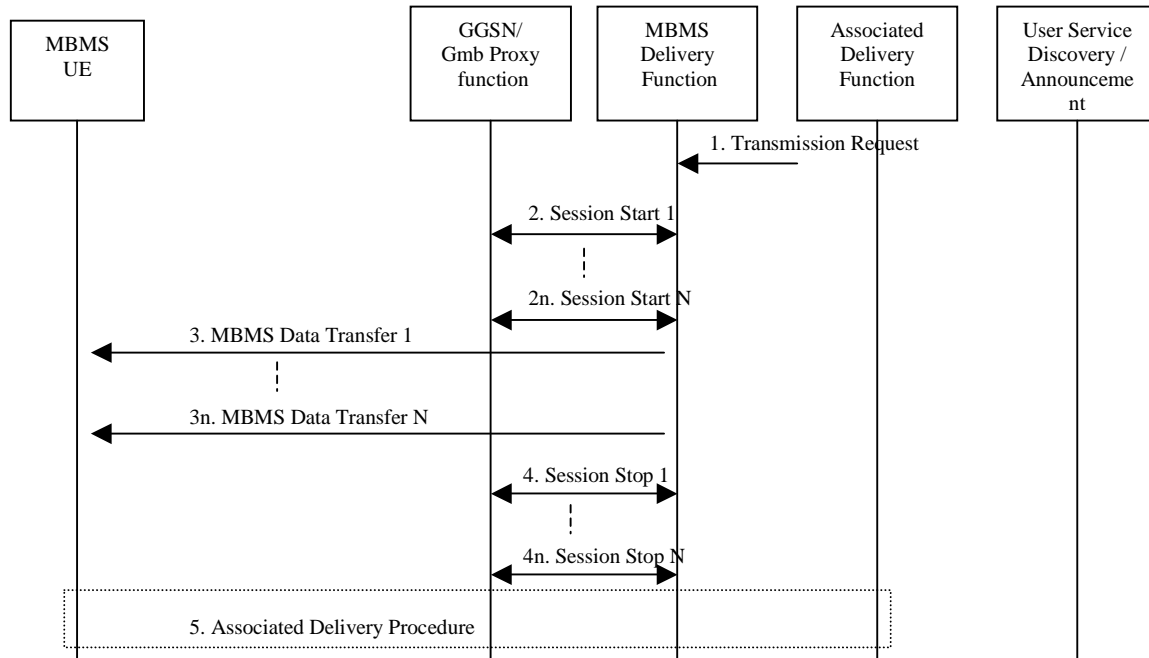 MBMS
UE
GGSN/
Gmb Proxy
function
MBMS
Delivery
Function
Associated
Delivery
Function
User Service
Discovery /
Announceme
nt
1. Transmission Request
2. Session Start 1
2n. Session Start N
3. MBMS Data Transfer 1
3n. MBMS Data Transfer N
4. Session Stop 1
4n. Session Stop N
5. Associated Delivery Procedure